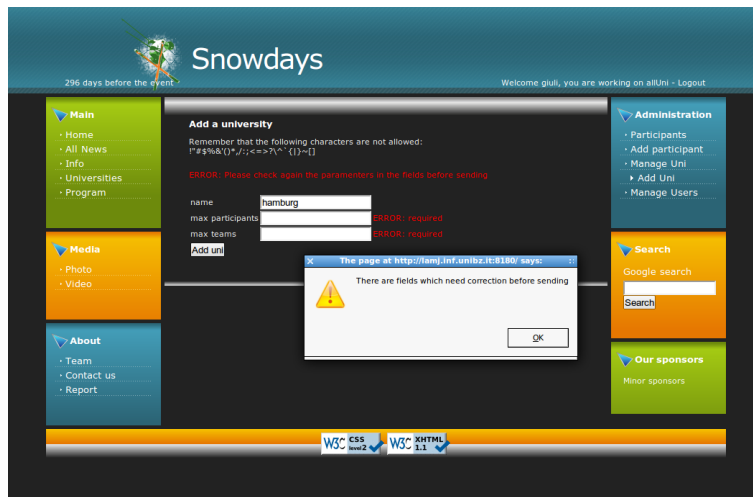 Snowdays
296 days before the event
Welcome giuli, you are working on allUni - Logout
Main
Home
All News
Info
Universities
Program
Media
Photo
Video
About
Team
Contact us
Report
Add a university
Remember that the following characters are not allowed:
!"#$%&'()*,/:;<=>?\^`{|}~[]
ERROR: Please check again the paramenters in the fields before sending
name hamburg
max participants ERROR: required
max teams ERROR: required
Add uni
The page at http://lamj.inf.unibz.it:8180/ says:
There are fields which need correction before sending
OK
Administration
Participants
Add participant
Manage Uni
Add Uni
Manage Users
Search
Google search
Search
Our sponsors
Minor sponsors
W3C CSS level 2
W3C XHTML 1.1